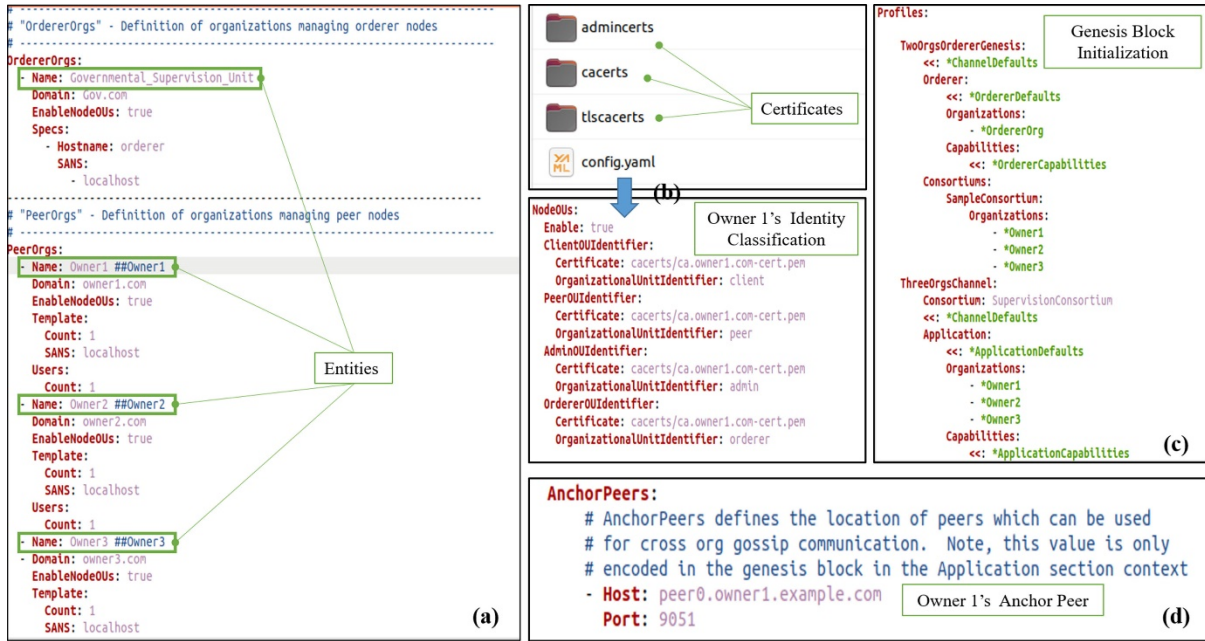 # ----------------------------------------------------------------------
# "OrdererOrgs" - Definition of organizations managing orderer nodes
# ----------------------------------------------------------------------
OrdererOrgs:
- Name: Governmental_Supervision_Unit
Domain: Gov.com
EnableNodeOUs: true
Specs:
- Hostname: orderer
SANS:
- localhost
----------------------------------------------------------------------
# "PeerOrgs" - Definition of organizations managing peer nodes
# ----------------------------------------------------------------------
PeerOrgs:
- Name: Owner1 ##Owner1
Domain: owner1.com
EnableNodeOUs: true
Template:
Count: 1
SANS: localhost
Users:
Count: 1
- Name: Owner2 ##Owner2
Domain: owner2.com
EnableNodeOUs: true
Template:
Count: 1
SANS: localhost
Users:
Count: 1
- Name: Owner3 ##Owner3
- Domain: owner3.com
EnableNodeOUs: true
Template:
Count: 1
SANS: localhost
Entities
(a)
admincerts
cacerts
tlscacerts
config.yaml
YA
ML
Certificates
(b)
NodeOUs:
Enable: true
ClientOUIdentifier:
Certificate: cacerts/ca.owner1.com-cert.pem
OrganizationalUnitIdentifier: client
PeerOUIdentifier:
Certificate: cacerts/ca.owner1.com-cert.pem
OrganizationalUnitIdentifier: peer
AdminOUIdentifier:
Certificate: cacerts/ca.owner1.com-cert.pem
OrganizationalUnitIdentifier: admin
OrdererOUIdentifier:
Certificate: cacerts/ca.owner1.com-cert.pem
OrganizationalUnitIdentifier: orderer
Owner 1's Identity
Classification
Profiles:
TwoOrgsOrdererGenesis:
<<: *ChannelDefaults
Orderer:
<<: *OrdererDefaults
Organizations:
- *OrdererOrg
Capabilities:
<<: *OrdererCapabilities
Consortiums:
SampleConsortium:
Organizations:
- *Owner1
- *Owner2
- *Owner3
ThreeOrgsChannel:
Consortium: SupervisionConsortium
<<: *ChannelDefaults
Application:
<<: *ApplicationDefaults
Organizations:
- *Owner1
- *Owner2
- *Owner3
Capabilities:
<<: *ApplicationCapabilities
Genesis Block
Initialization
(c)
AnchorPeers:
# AnchorPeers defines the location of peers which can be used
# for cross org gossip communication.  Note, this value is only
# encoded in the genesis block in the Application section context
- Host: peer0.owner1.example.com
Port: 9051
Owner 1's Anchor Peer
(d)